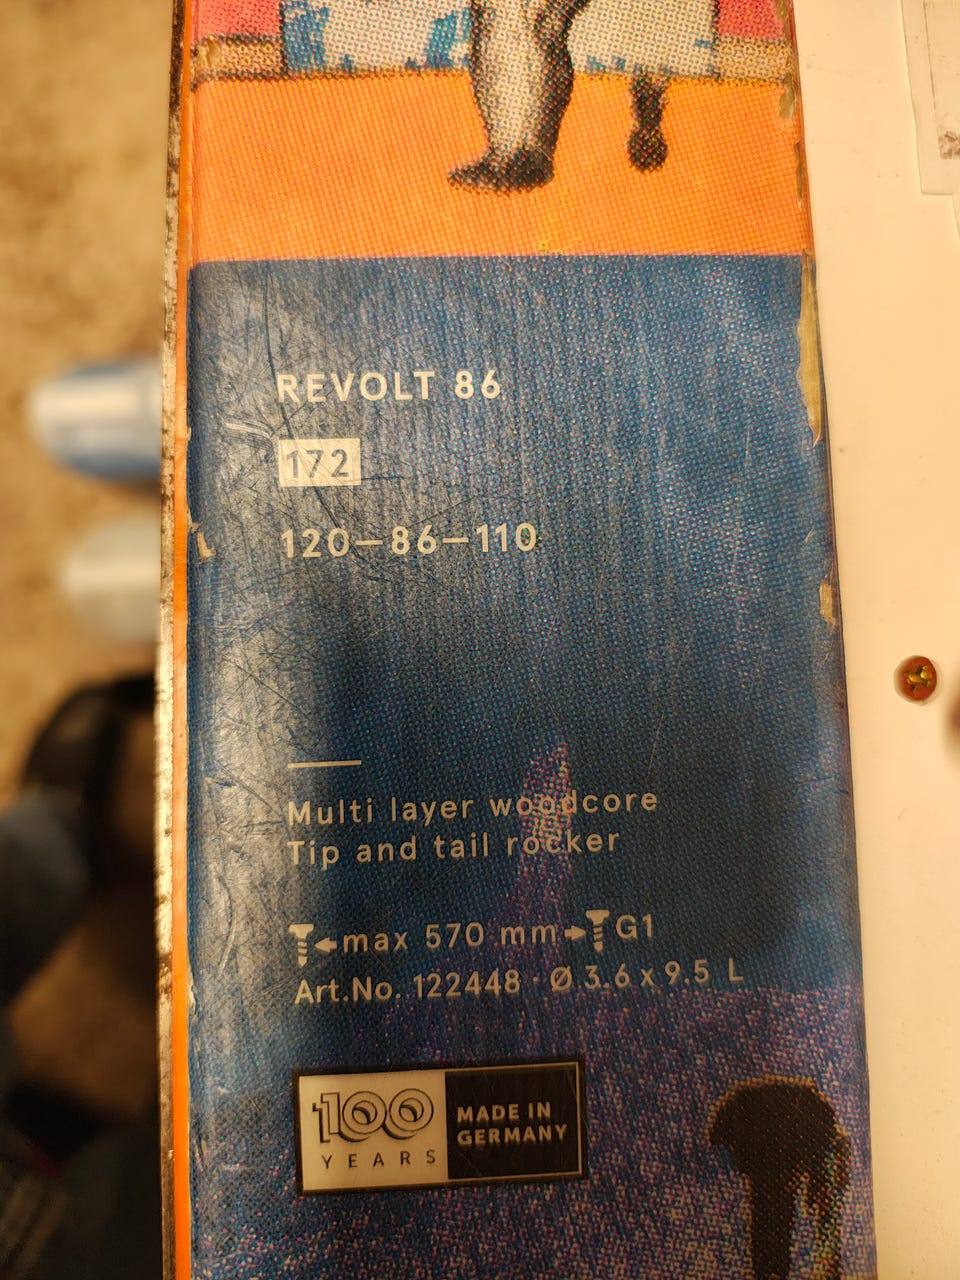 REVOLT 86
172
120–86–110
Multi layer woodcore
Tip and tail rocker
max 570 mm G1
Art.No. 122448 · Ø 3.6 x 9.5 L
100
YEARS
MADE IN
GERMANY